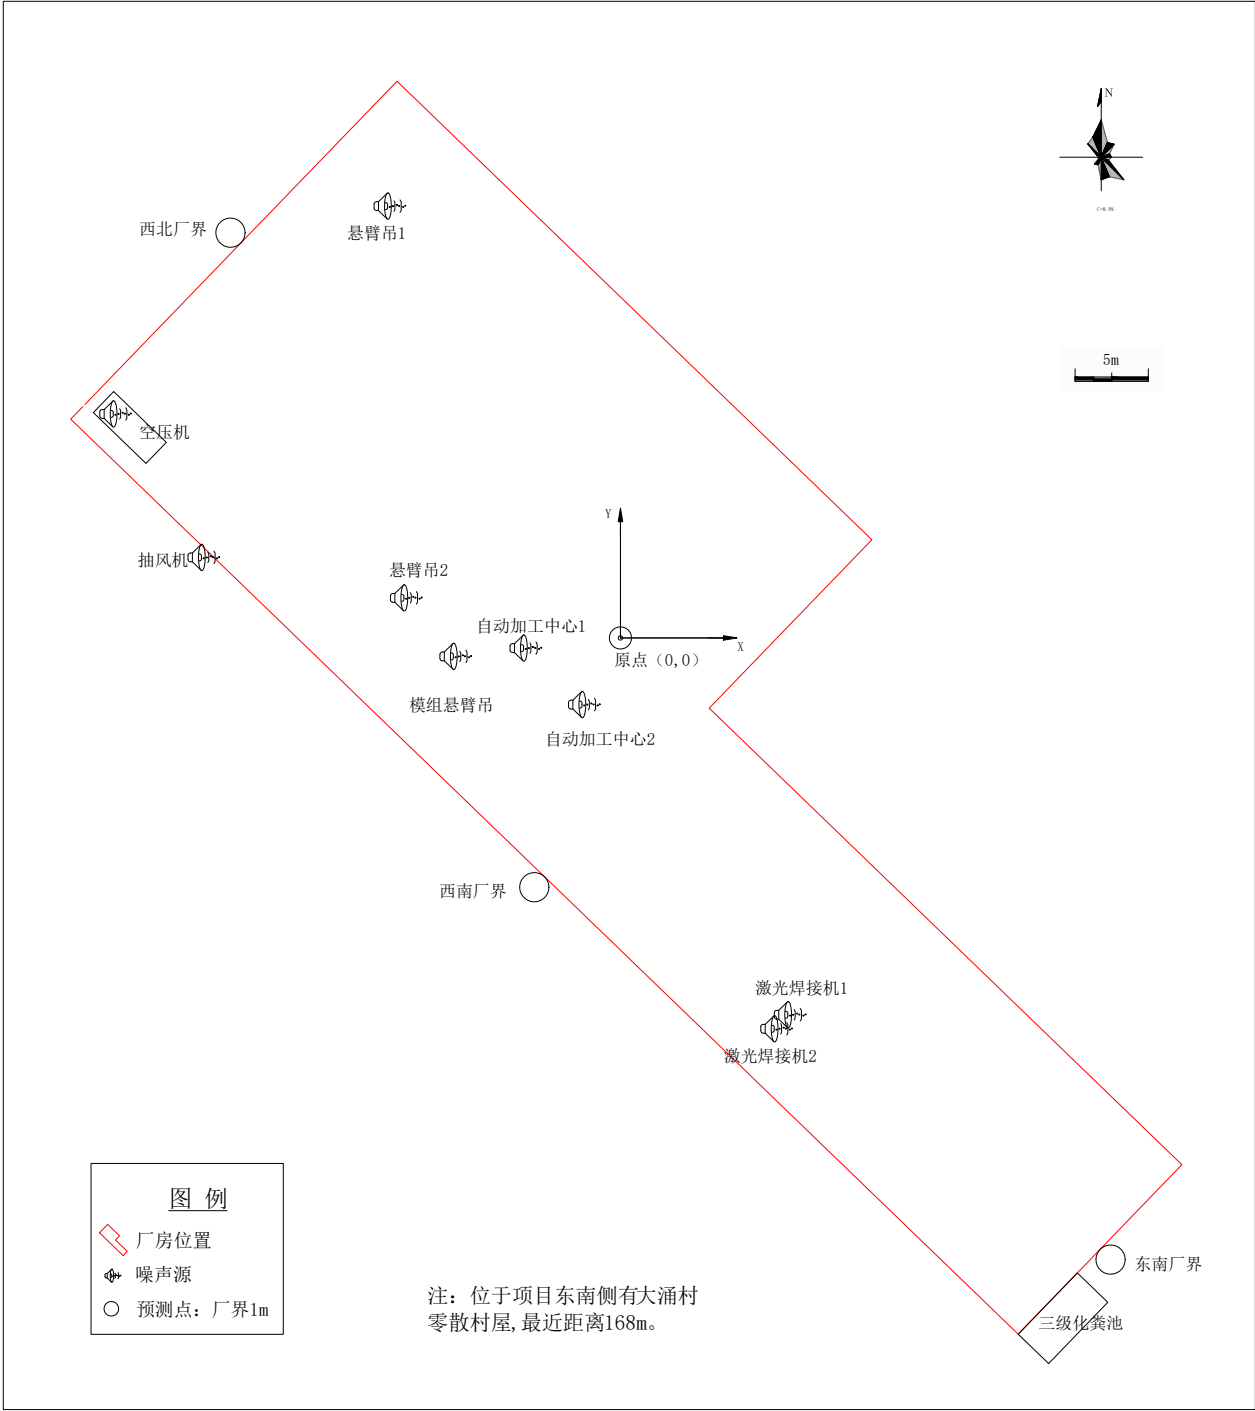 N
西北厂界
悬臂吊1
5m
空压机
Y
抽风机
悬臂吊2
自动加工中心1
X
原点（0,0）
模组悬臂吊
自动加工中心2
西南厂界
激光焊接机1
激光焊接机2
图 例
厂房位置
噪声源
预测点：厂界1m
东南厂界
三级化粪池
注：位于项目东南侧有大涌村
零散村屋,最近距离168m。